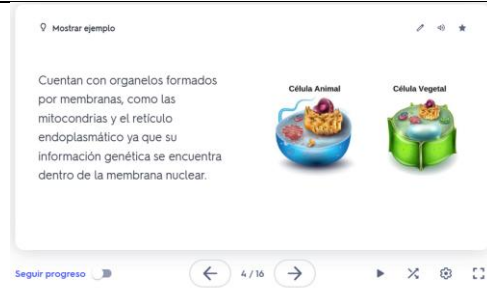 Mostrar ejemplo
Cuentan con organelos formados
por membranas, como las
mitocondrias y el retículo
endoplasmático ya que su
información genética se encuentra
dentro de la membrana nuclear.
Célula Animal
Célula Vegetal
Seguir progreso
4 / 16